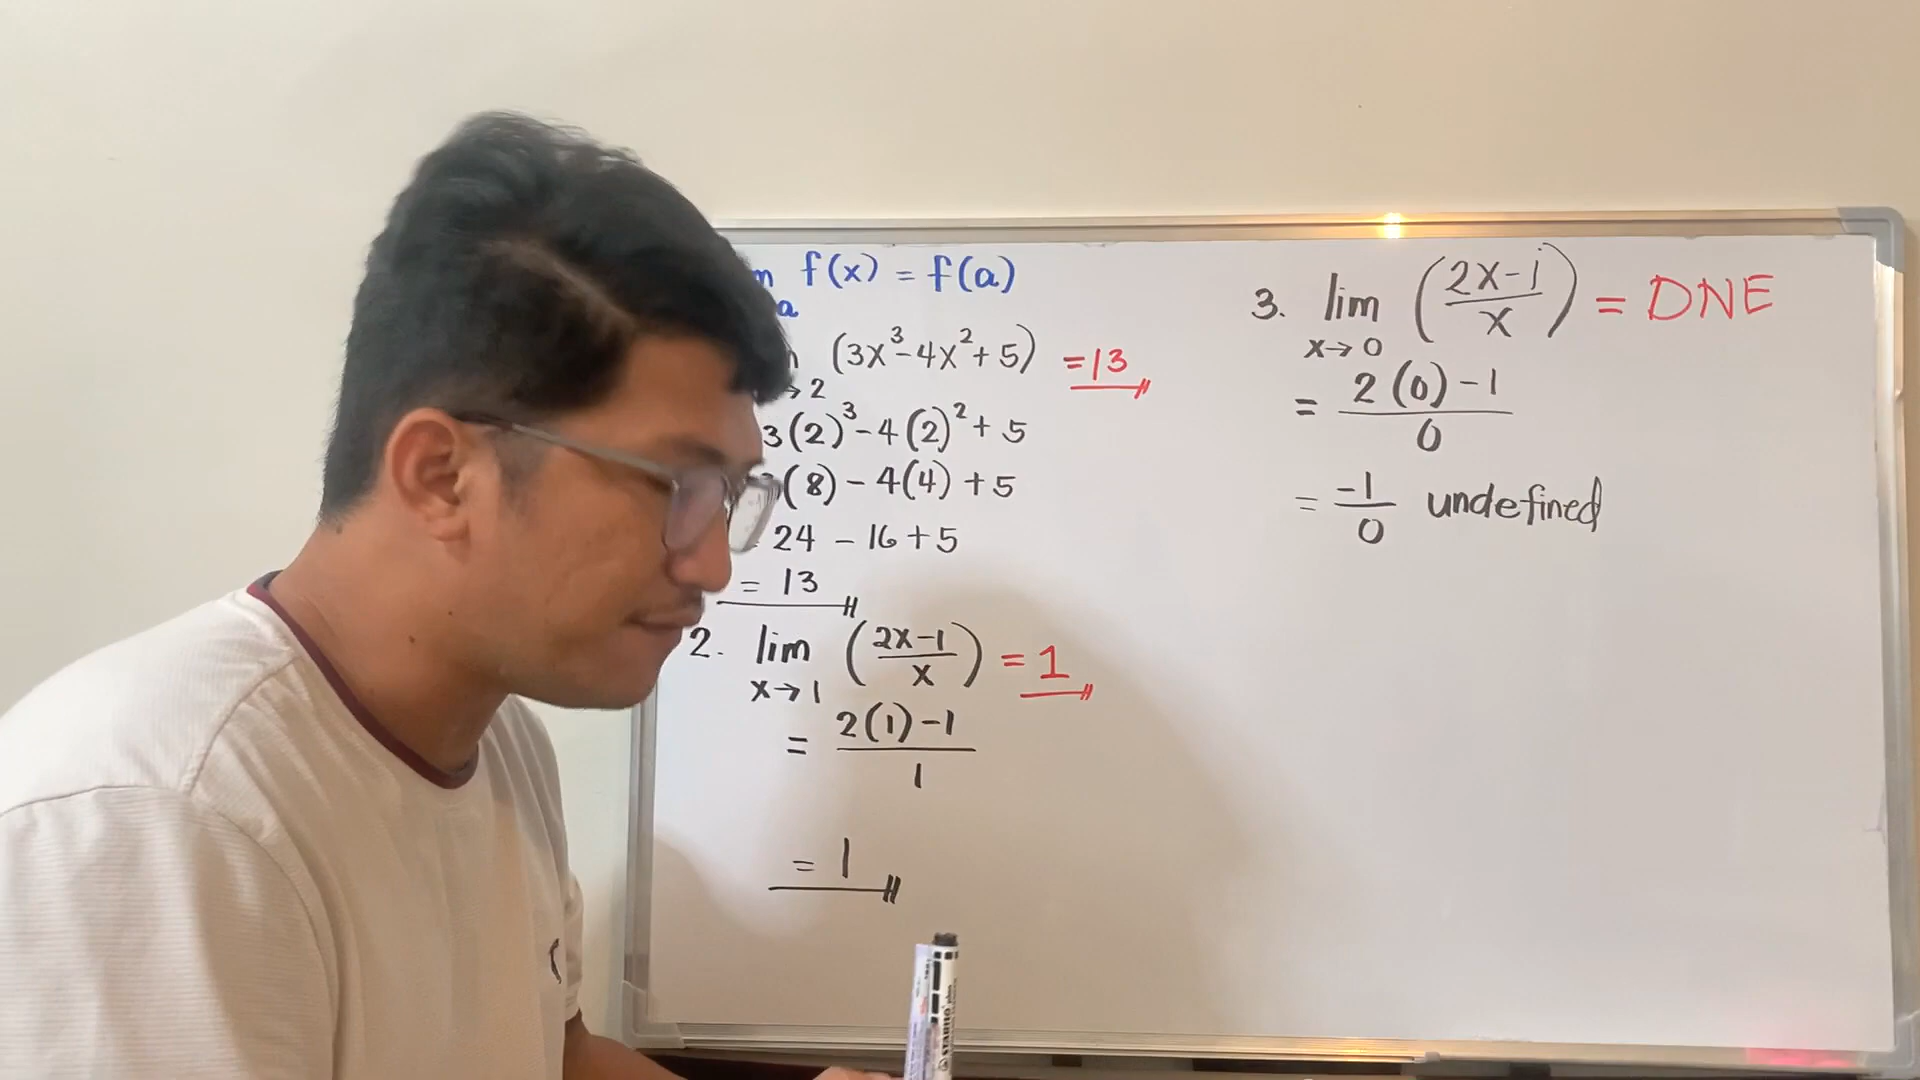 f(x) = f(a)
a
(3x³-4x²+5) =13
→ 2
3(2)³-4(2)²+5
(8) - 4(4) +5
24 - 16+5
= 13
2. lim (2x-1/x) = 1
x→1
= 2(1)-1
1
= 1
3. lim (2x-1/x) = DNE
x→0
= 2(0)-1
0
= -1/0 undefined
STABILO